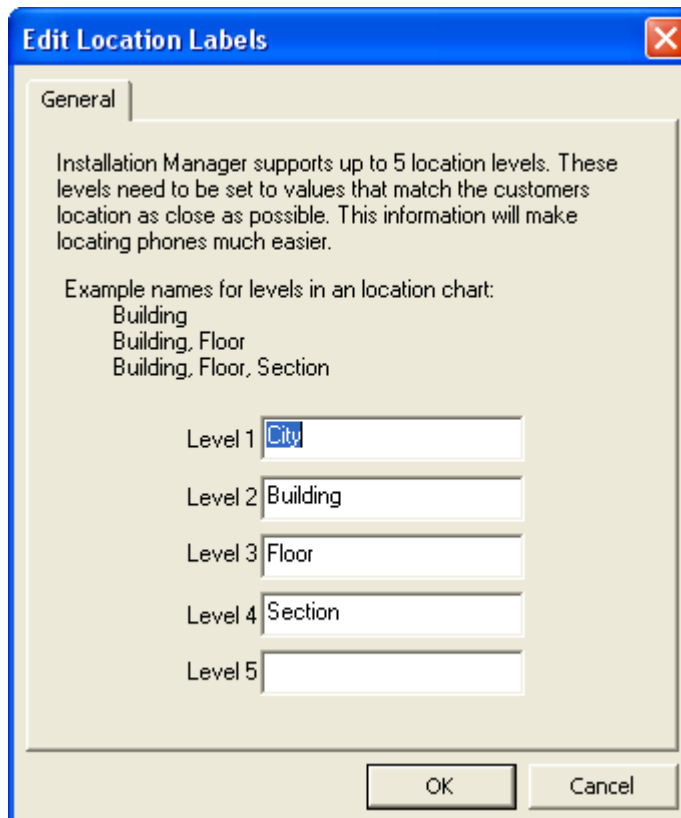 Edit Location Labels
General
Installation Manager supports up to 5 location levels. These
levels need to be set to values that match the customers
location as close as possible. This information will make
locating phones much easier.
Example names for levels in an location chart:
Building
Building, Floor
Building, Floor, Section
Level 1 City
Level 2 Building
Level 3 Floor
Level 4 Section
Level 5
OK Cancel